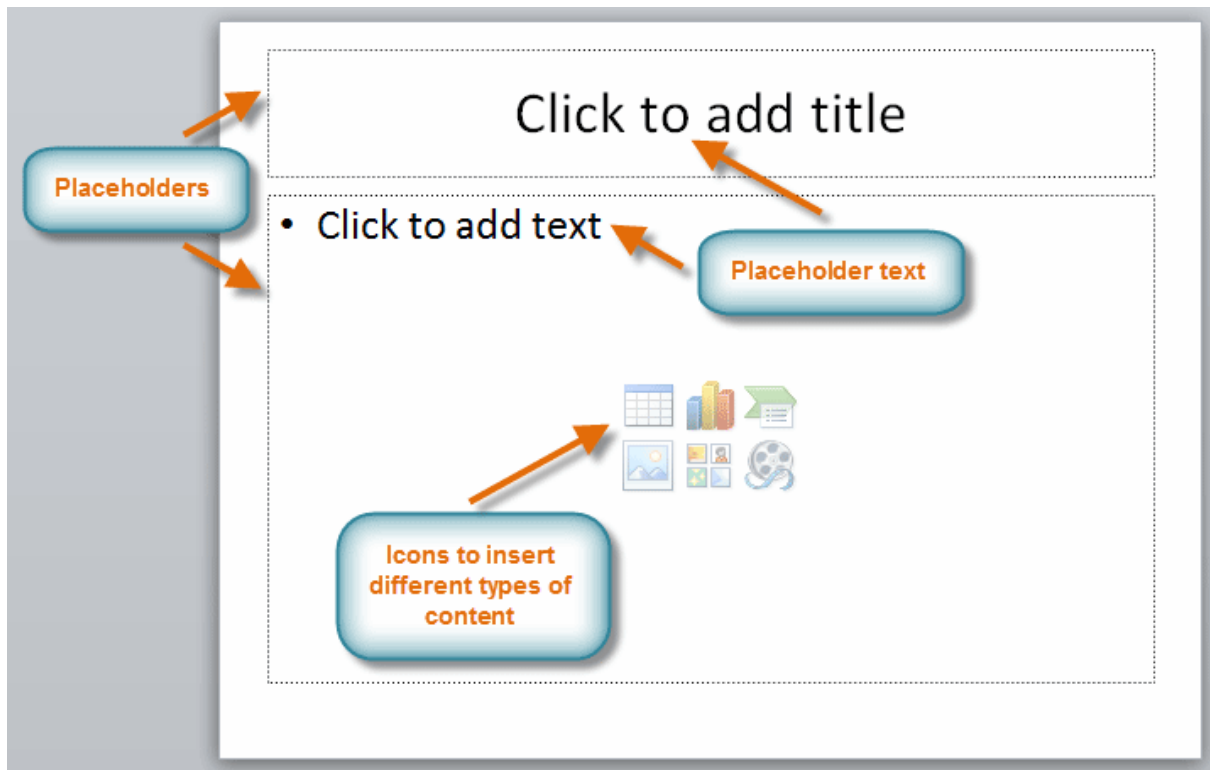 Click to add title
Placeholders
• Click to add text
Placeholder text
Icons to insert
different types of
content